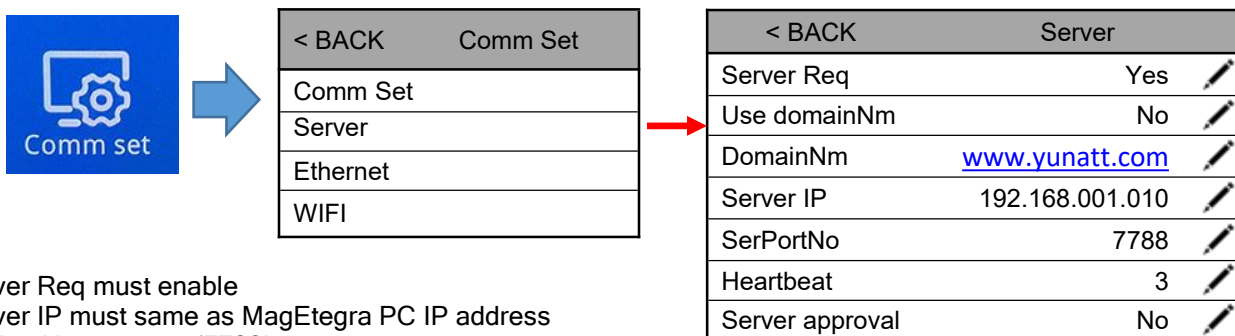 Comm set
< BACK Comm Set
Comm Set
Server
Ethernet
WIFI
< BACK Server
Server Req Yes
Use domainNm No
DomainNm www.yunatt.com
Server IP 192.168.001.010
SerPortNo 7788
Heartbeat 3
Server approval No
ver Req must enable
ver IP must same as MagEtegra PC IP address